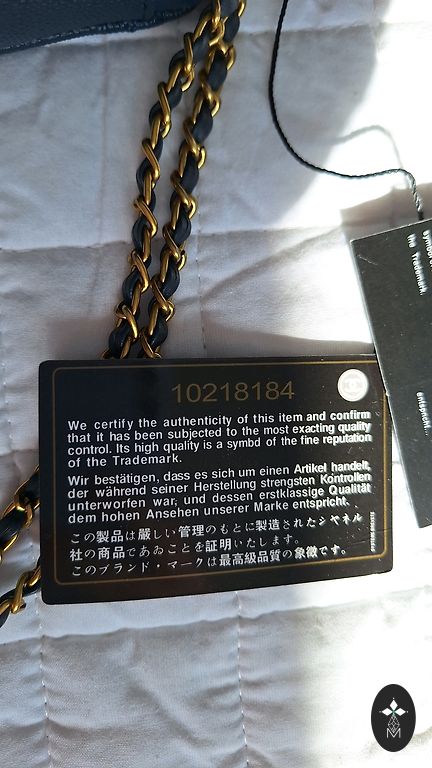 10218184
We certify the authenticity of this item and confirm
that it has been subjected to the most exacting quality
control. Its high quality is a symbd of the fine reputation
of the Trademark.
Wir bestätigen, dass es sich um einen Artikel handelt,
der während seiner Herstellung strengsten Kontrollen
unterworfen war, und dessen erstklassige Qualität
dem hohen Ansehen unserer Marke entspricht.
この製品は厳しい管理のもとに製造されたシヤネル
社の商品であゐことを証明いたします。
このブランド・マークは最高級品質の象徴です。
the Trademark.
entspricht.
M